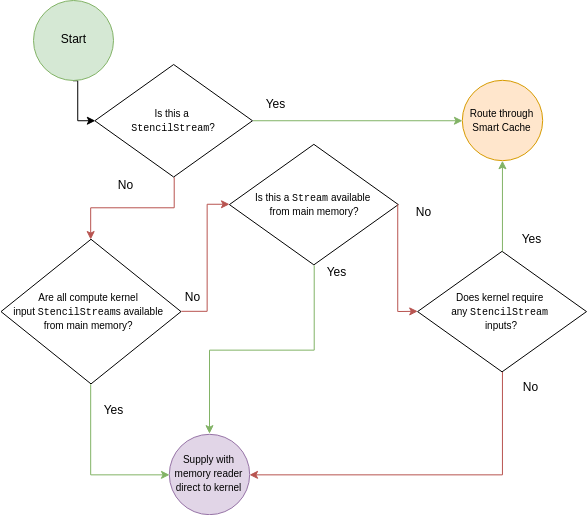 Start
Is this a
StencilStream?
Yes
Route through
Smart Cache
No
Is this a Stream available
from main memory?
No
Yes
Are all compute kernel
input StencilStreams available
from main memory?
No
Yes
Does kernel require
any StencilStream
inputs?
Yes
No
Supply with
memory reader
direct to kernel